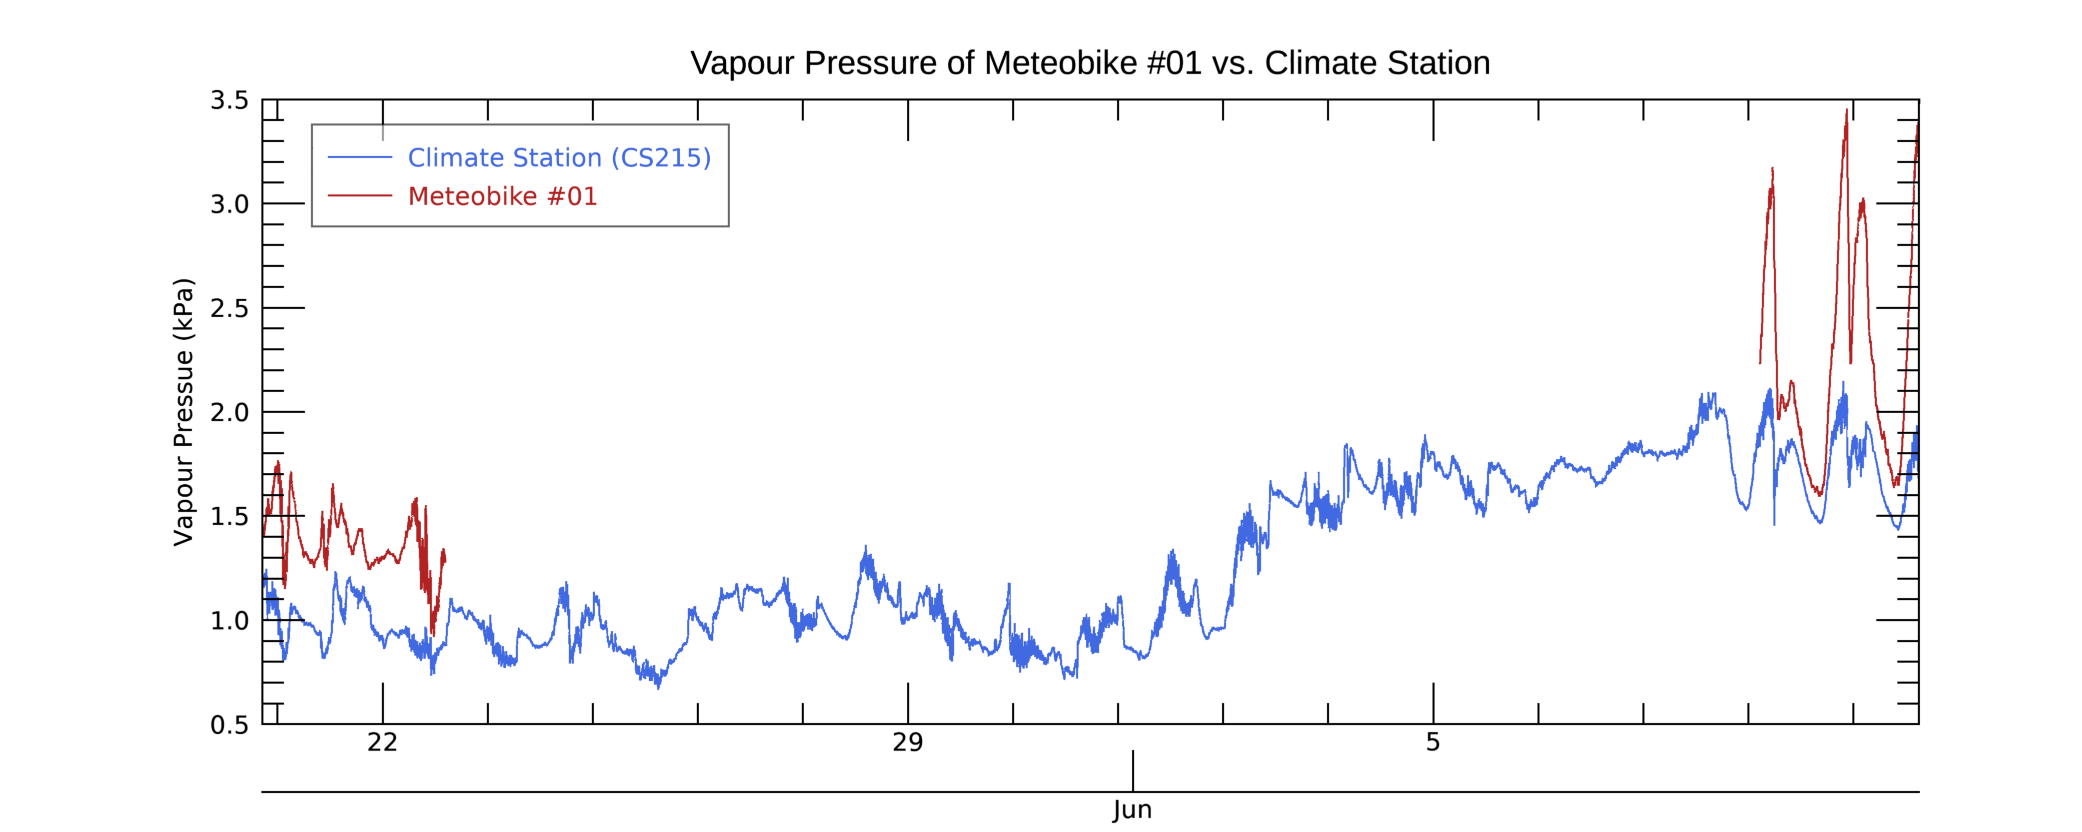 Vapour Pressure of Meteobike #01 vs. Climate Station
3.5
3.0
2.5
2.0
1.5
1.0
0.5
Vapour Pressue (kPa)
Climate Station (CS215)
Meteobike #01
22
29
5
Jun